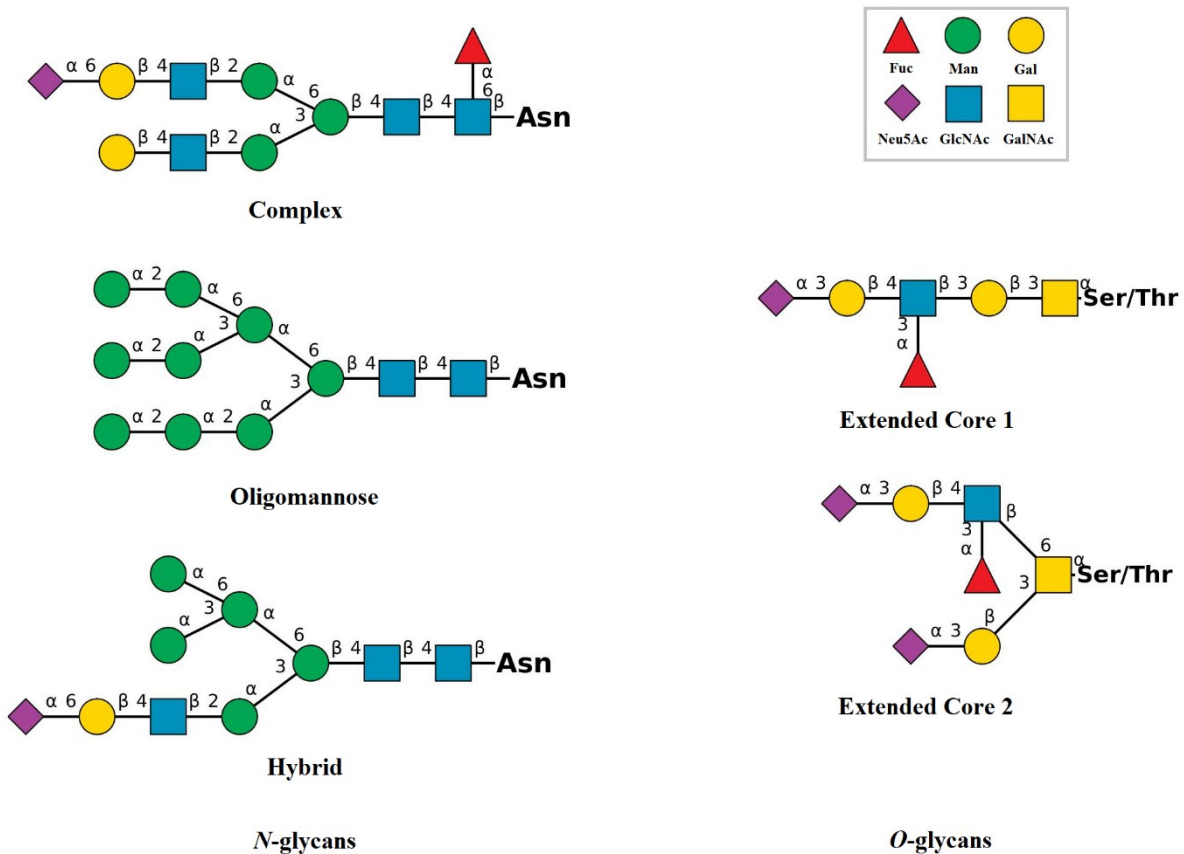 α 6 β 4 β 2 α 6 β 4 β 4 α 6 β Asn
β 4 β 2 α 3
Complex
Fuc Man Gal
Neu5Ac GlcNAc GalNAc
α 2 α 6
α 2 α 3 α 6 β 4 β 4 β Asn
α 2 α 2 α 3
Oligomannose
α 3 β 4 β 3 β 3 α Ser/Thr
3
α
Extended Core 1
α 6
α 3 α 6 β 4 β 4 β Asn
α 6 β 4 β 2 α 3
Hybrid
α 3 β 4 β 6 α Ser/Thr
3
α
α 3 β 3
Extended Core 2
N-glycans
O-glycans